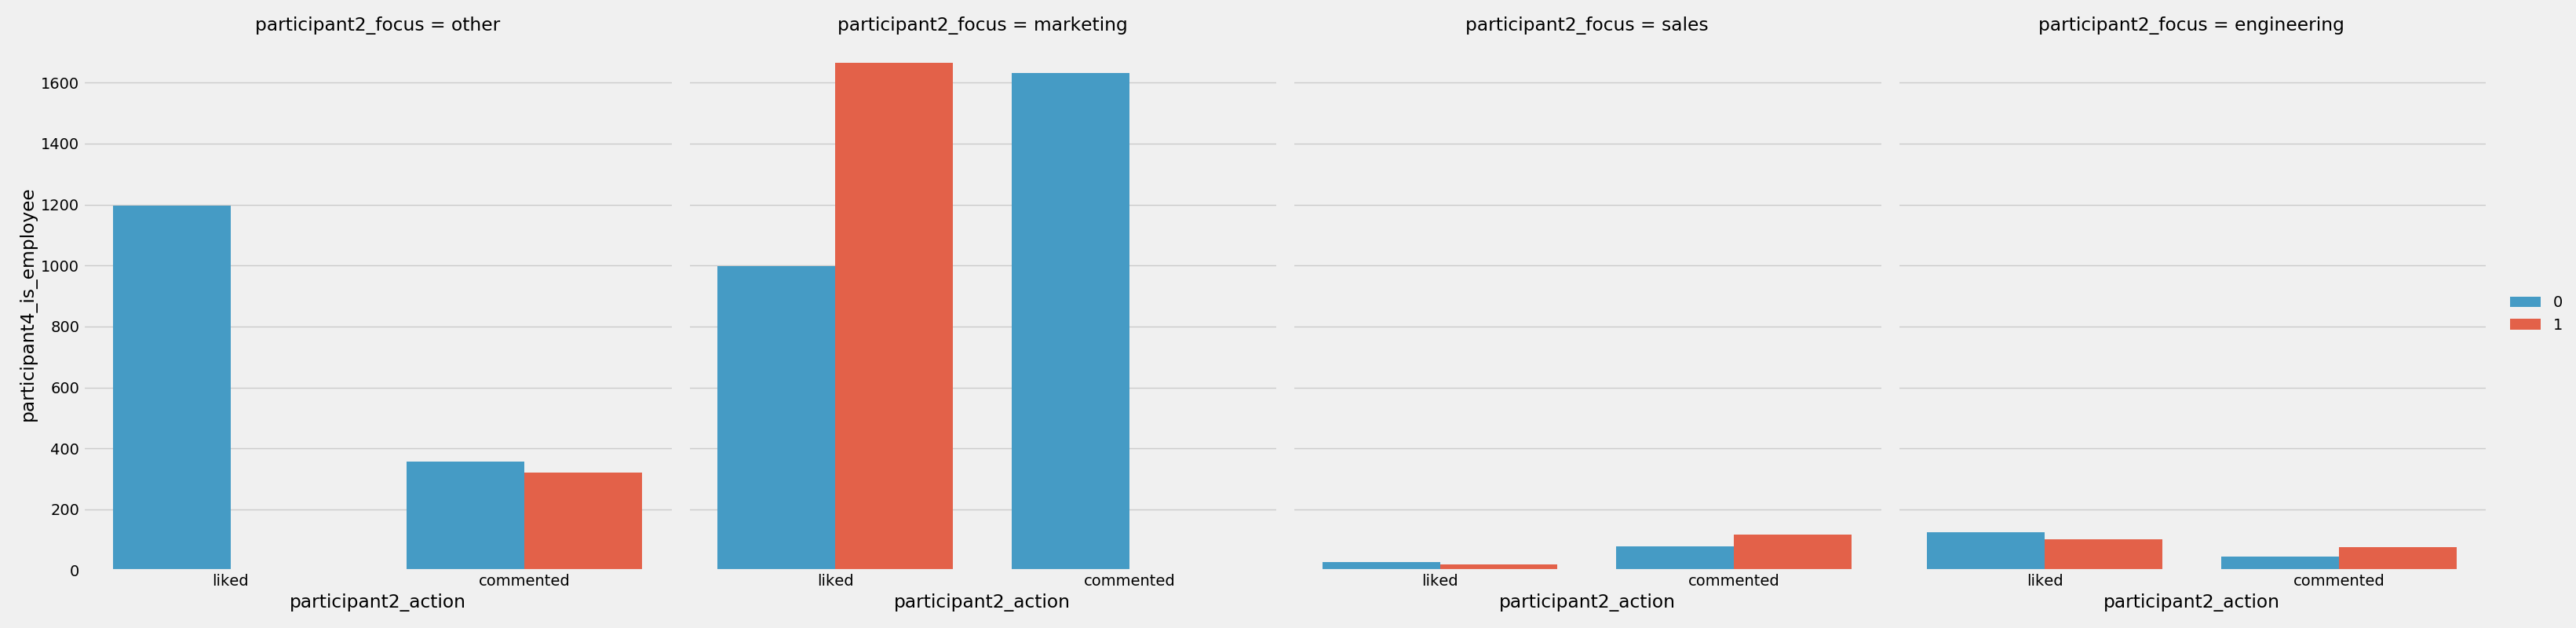 participant2_focus = other
participant2_focus = marketing
participant2_focus = sales
participant2_focus = engineering
participant4_is_employee
1600
1400
1200
1000
800
600
400
200
0
liked
commented
liked
commented
liked
commented
liked
commented
participant2_action
participant2_action
participant2_action
participant2_action
0
1